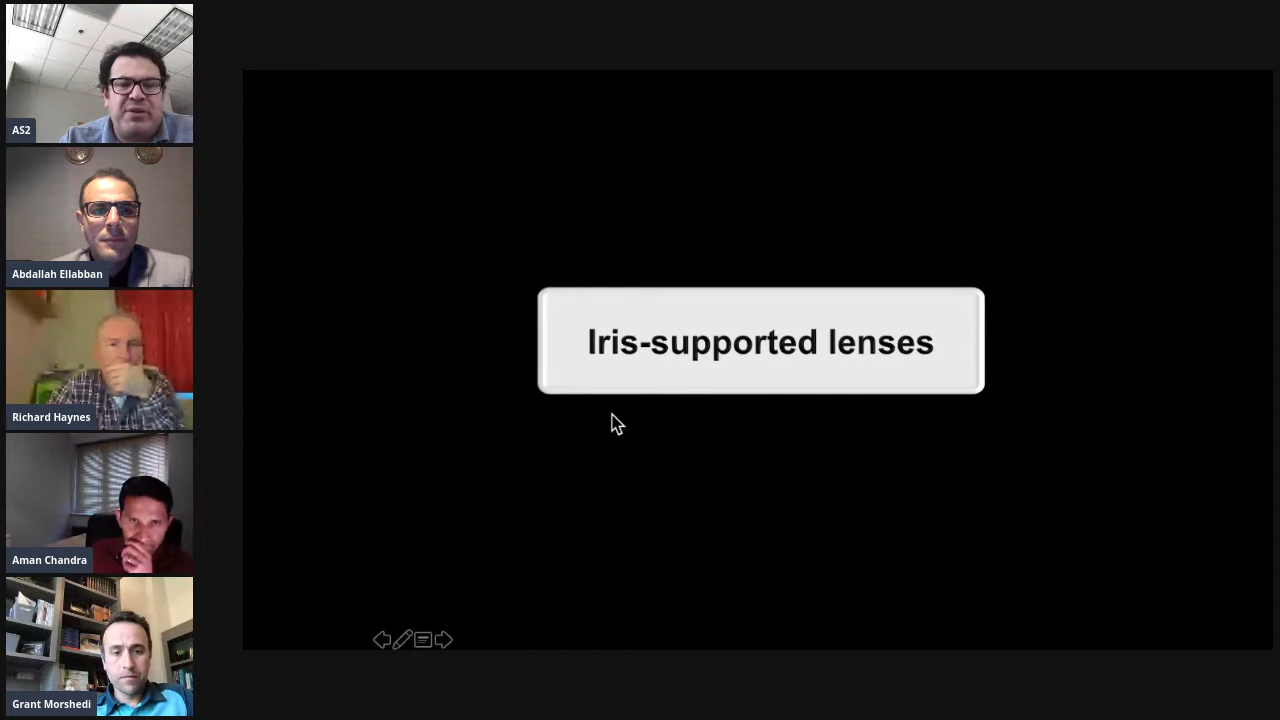 AS2
Abdallah Ellabban
Richard Haynes
Aman Chandra
Grant Morshedi
Iris-supported lenses